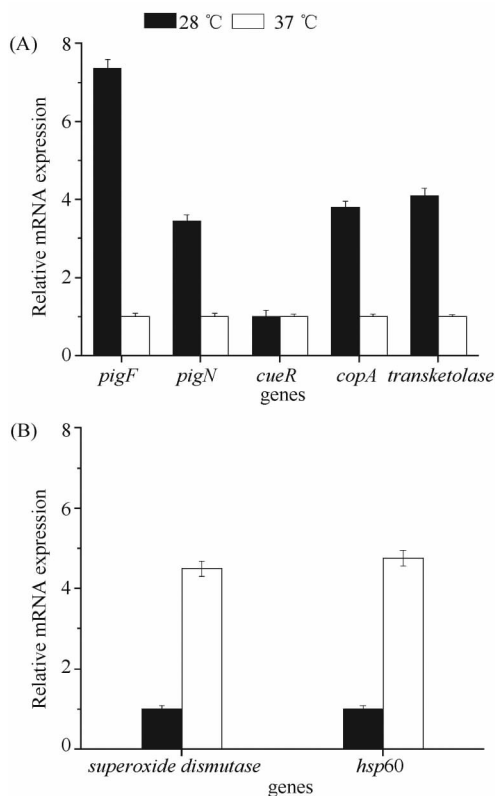 28 ℃ 37 ℃
(A)
8
6
4
2
0
Relative mRNA expression
pigF pigN cueR copA transketolase
genes
(B)
8
6
4
2
0
Relative mRNA expression
superoxide dismutase hsp60
genes